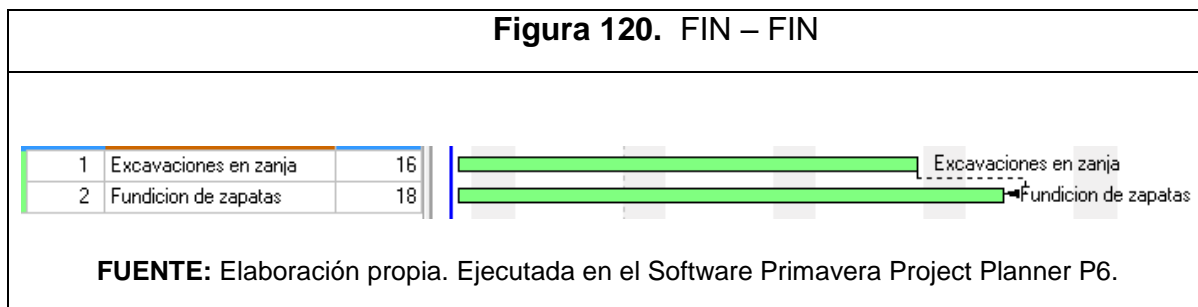 Figura 120. FIN – FIN
1 Excavaciones en zanja 16 Excavaciones en zanja
2 Fundicion de zapatas 18 Fundicion de zapatas
FUENTE: Elaboración propia. Ejecutada en el Software Primavera Project Planner P6.